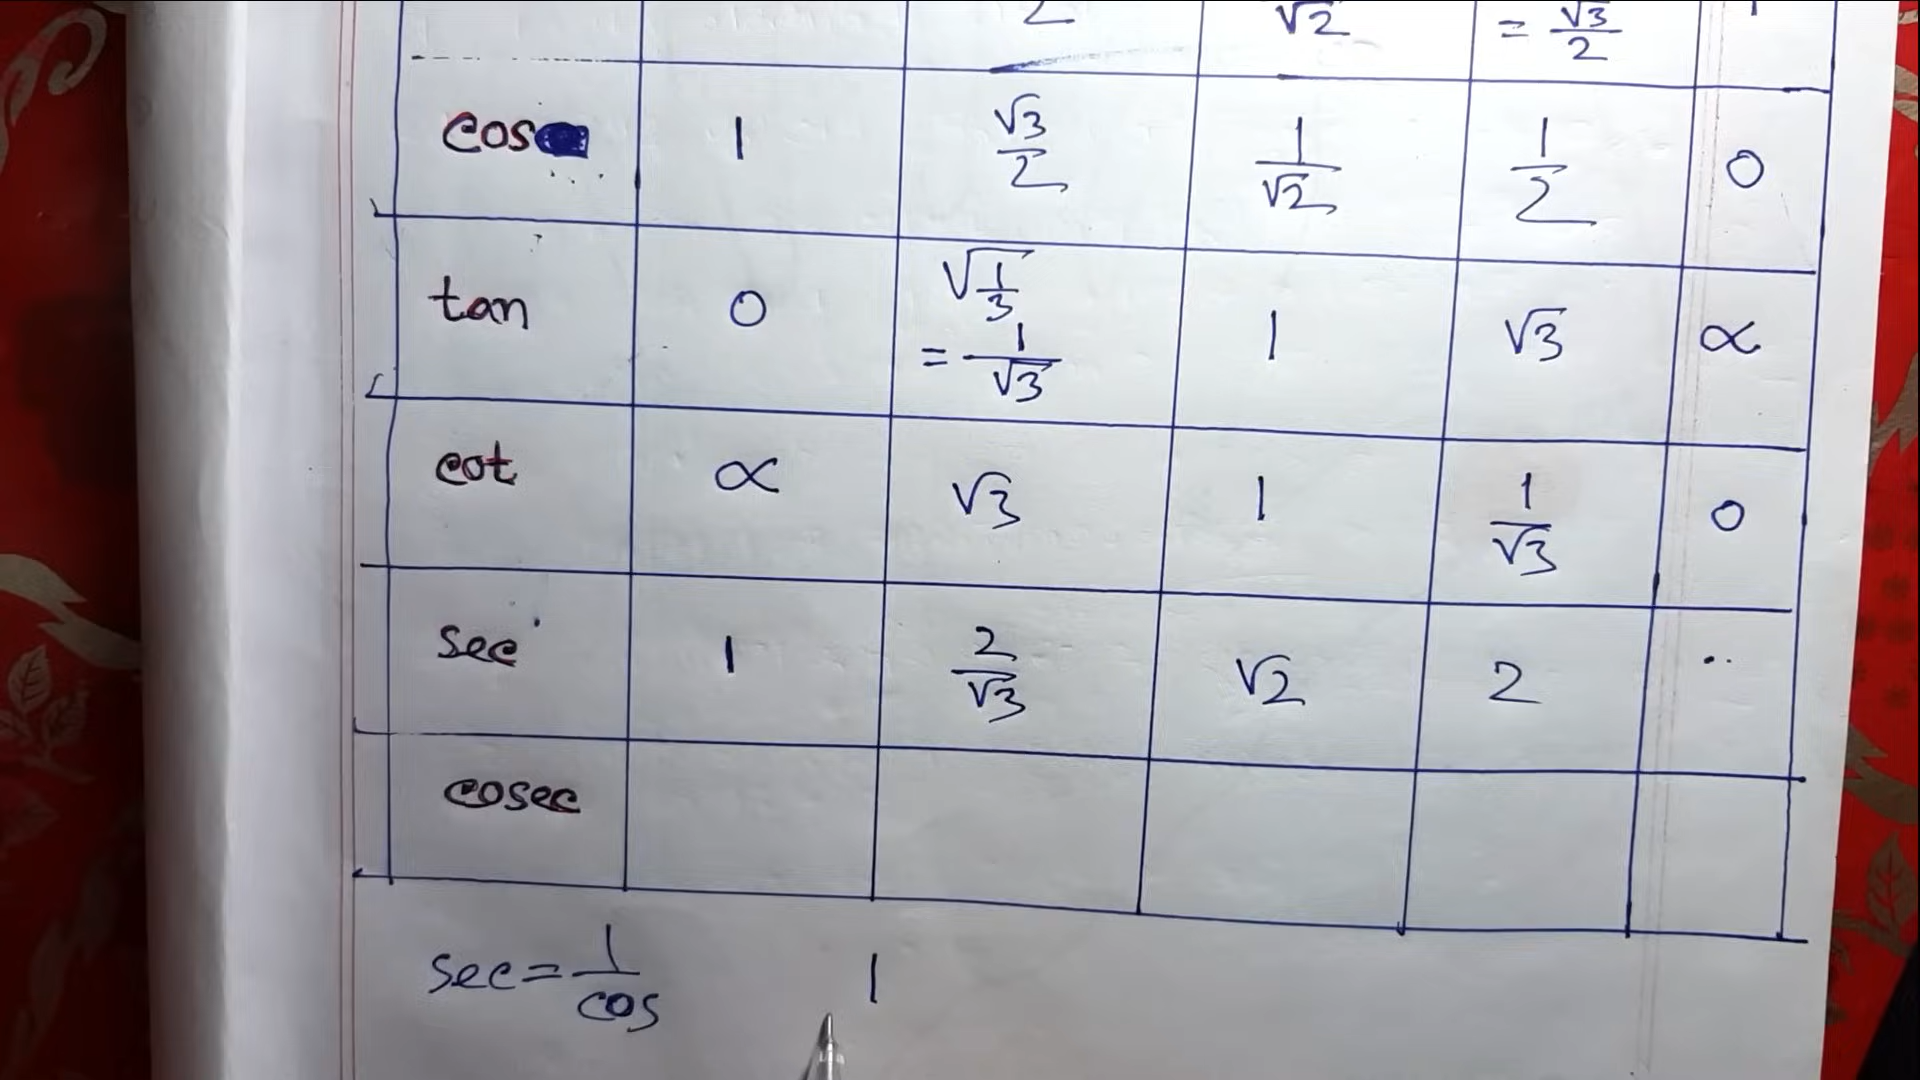 2 √2 = √3/2
cos 1 √3/2 1/√2 1/2 0
tan 0 √1/3 = 1/√3 1 √3 ∝
cot ∝ √3 1 1/√3 0
sec 1 2/√3 √2 2
cosec
sec = 1/cos 1